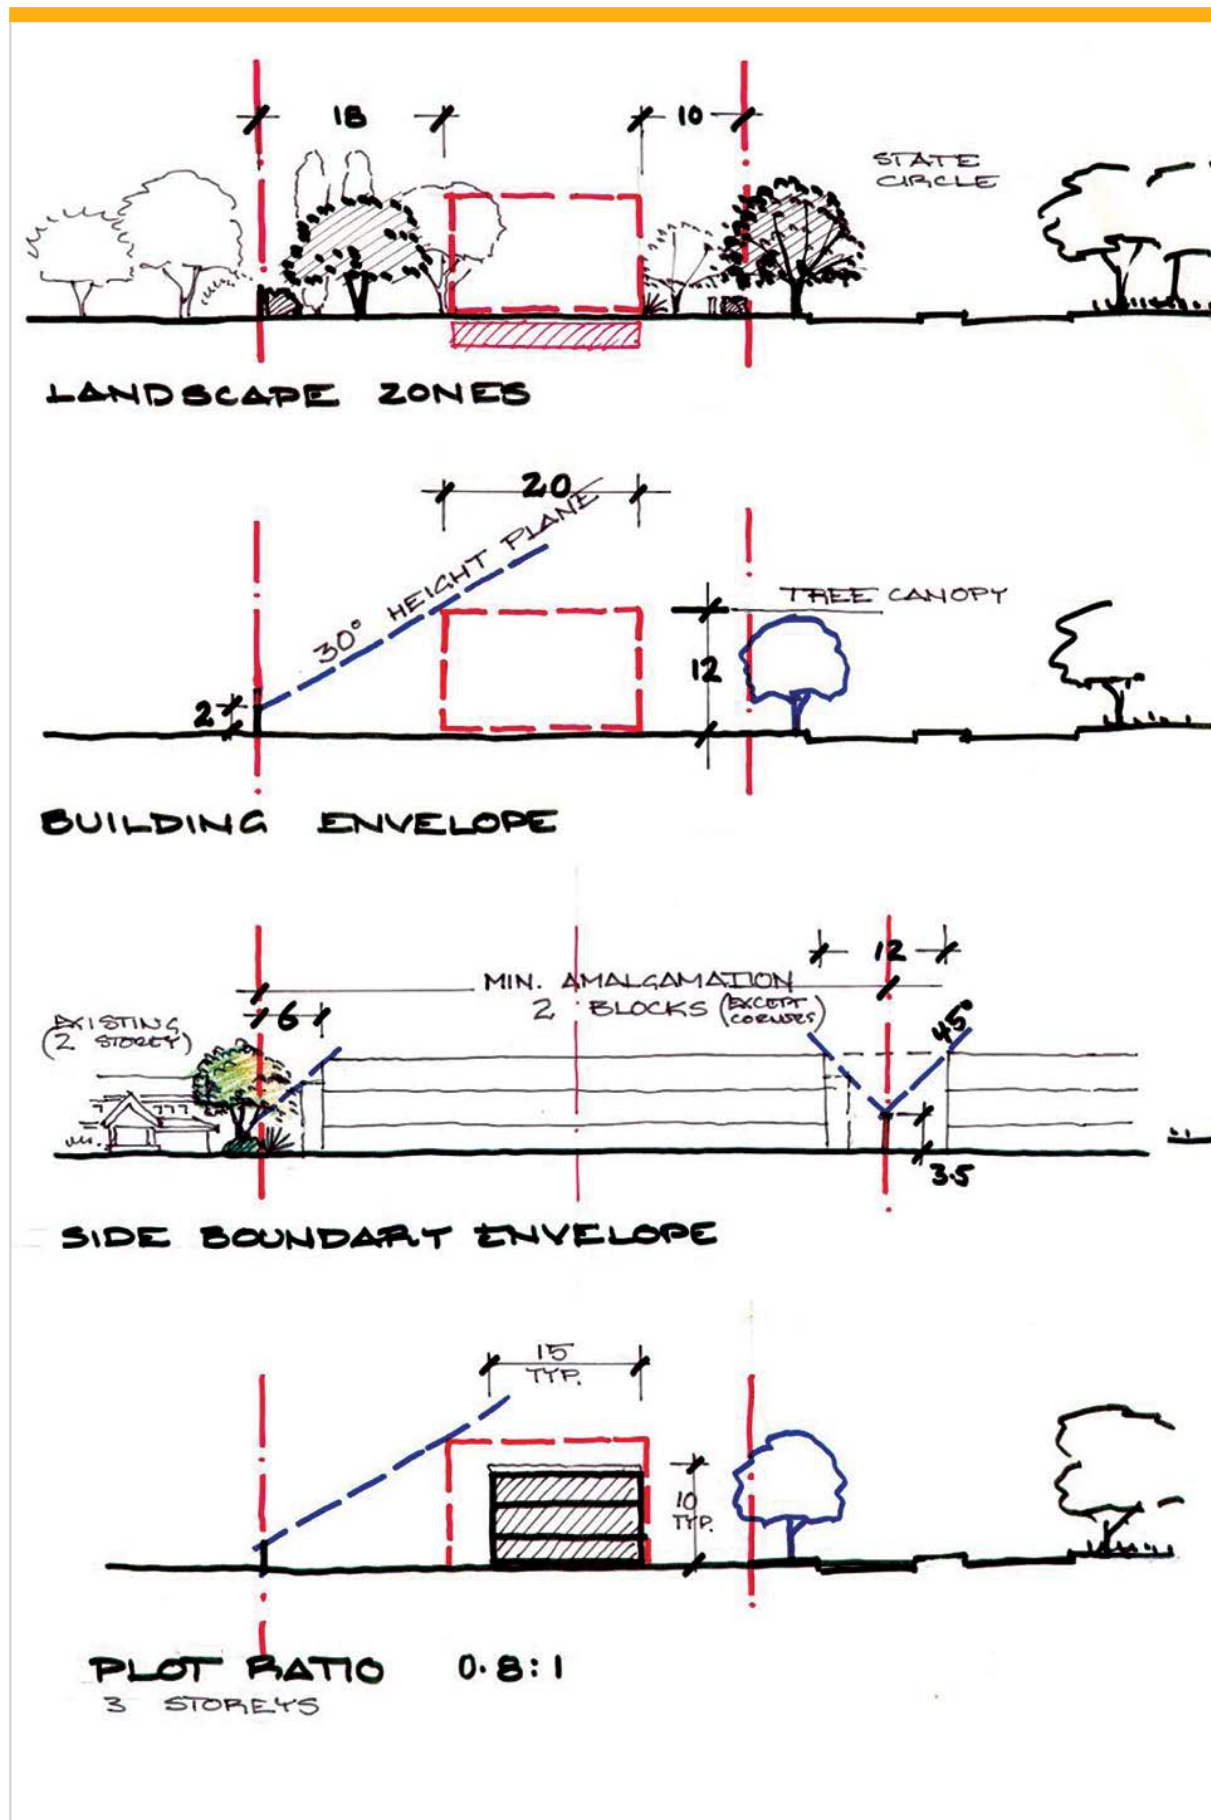 18
10
STATE
CIRCLE
LANDSCAPE ZONES
20
30° HEIGHT PLANE
TREE CANOPY
12
2
BUILDING ENVELOPE
12
MIN. AMALGAMATION
2 BLOCKS (EXCEPT
CORNERS)
6
EXISTING
(2 STOREY)
45°
3.5
SIDE BOUNDARY ENVELOPE
15
TYP.
10
TYP.
PLOT RATIO 0.8:1
3 STOREYS